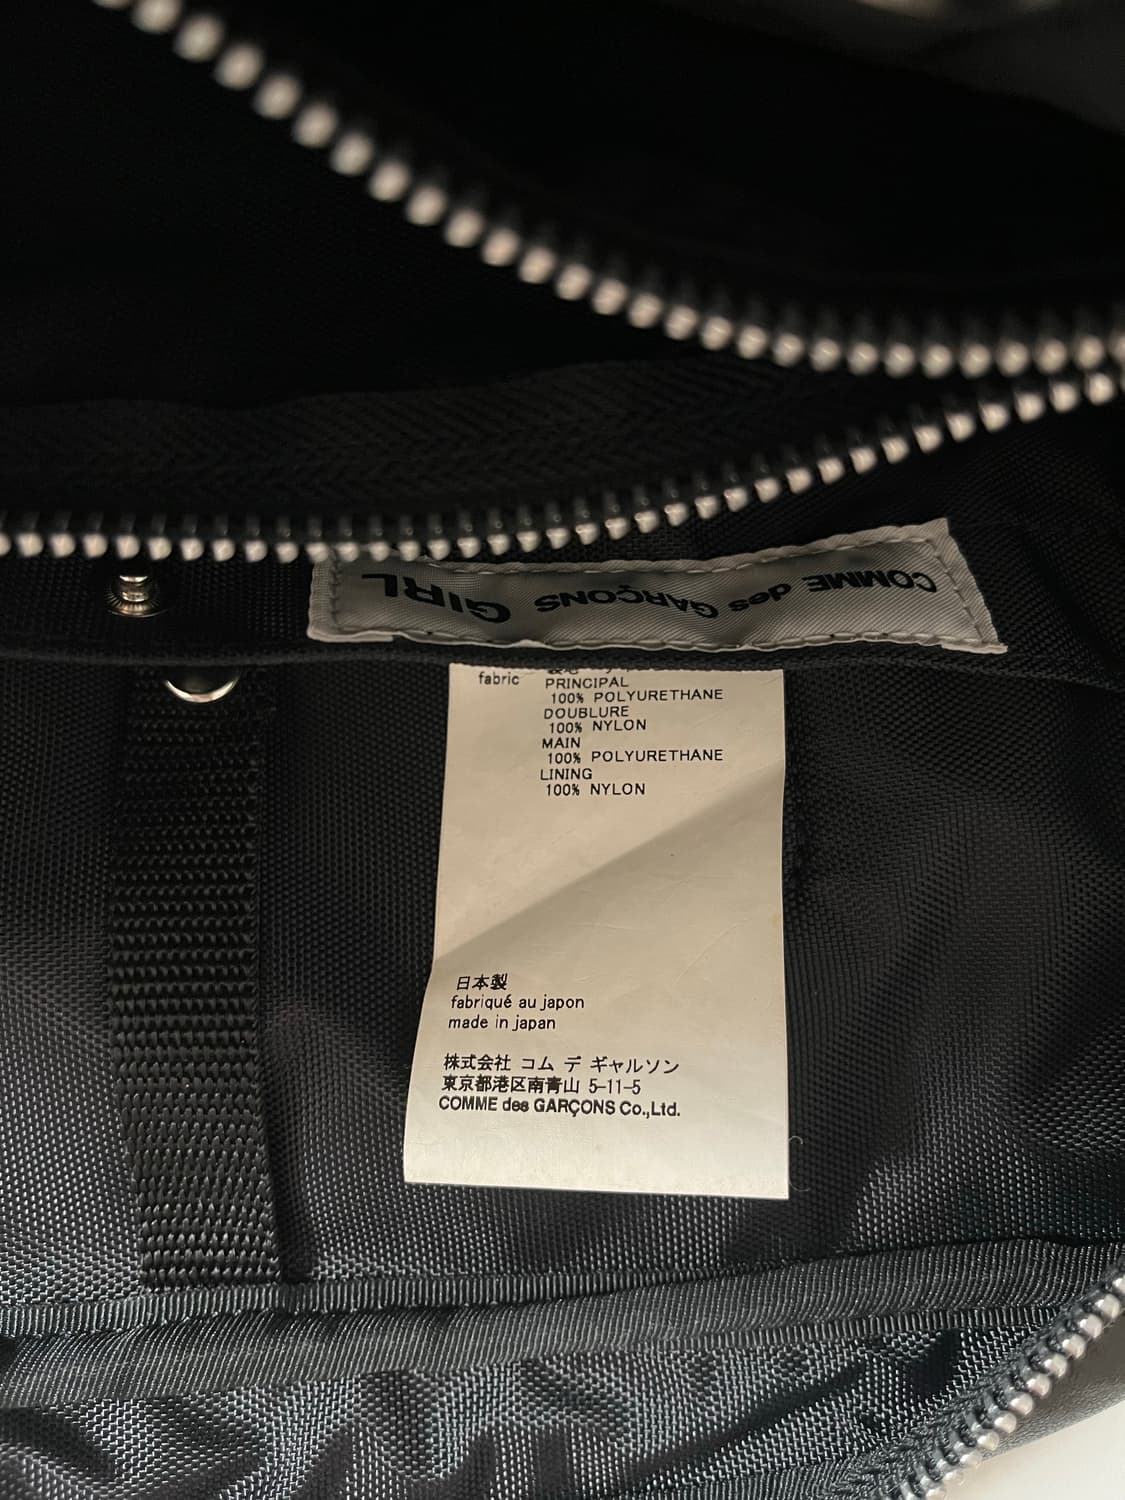 COMME des GARÇONS GIRL
fabric
PRINCIPAL
100% POLYURETHANE
DOUBLURE
100% NYLON
MAIN
100% POLYURETHANE
LINING
100% NYLON
日本製
fabriqué au japon
made in japan
株式会社 コム デ ギャルソン
東京都港区南青山 5-11-5
COMME des GARÇONS Co.,Ltd.